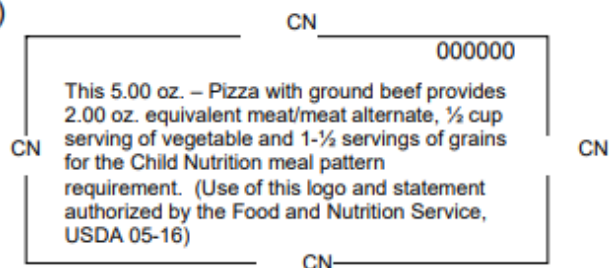 )
CN
000000
This 5.00 oz. – Pizza with ground beef provides
2.00 oz. equivalent meat/meat alternate, ½ cup
serving of vegetable and 1-½ servings of grains
CN CN
for the Child Nutrition meal pattern
requirement. (Use of this logo and statement
authorized by the Food and Nutrition Service,
USDA 05-16)
CN